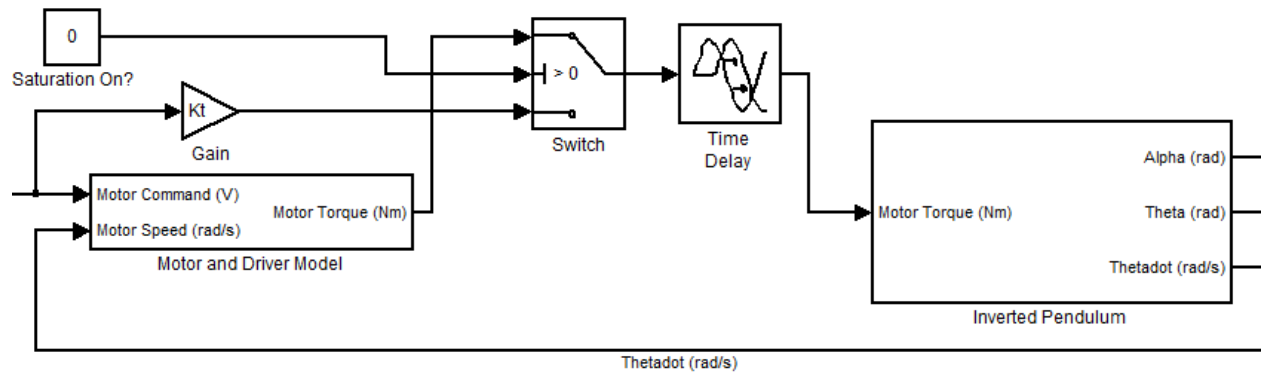 0
Saturation On?
Kt
Gain
> 0
Switch
Time
Delay
Motor Command (V)
Motor Speed (rad/s)
Motor Torque (Nm)
Motor and Driver Model
Motor Torque (Nm)
Alpha (rad)
Theta (rad)
Thetadot (rad/s)
Inverted Pendulum
Thetadot (rad/s)